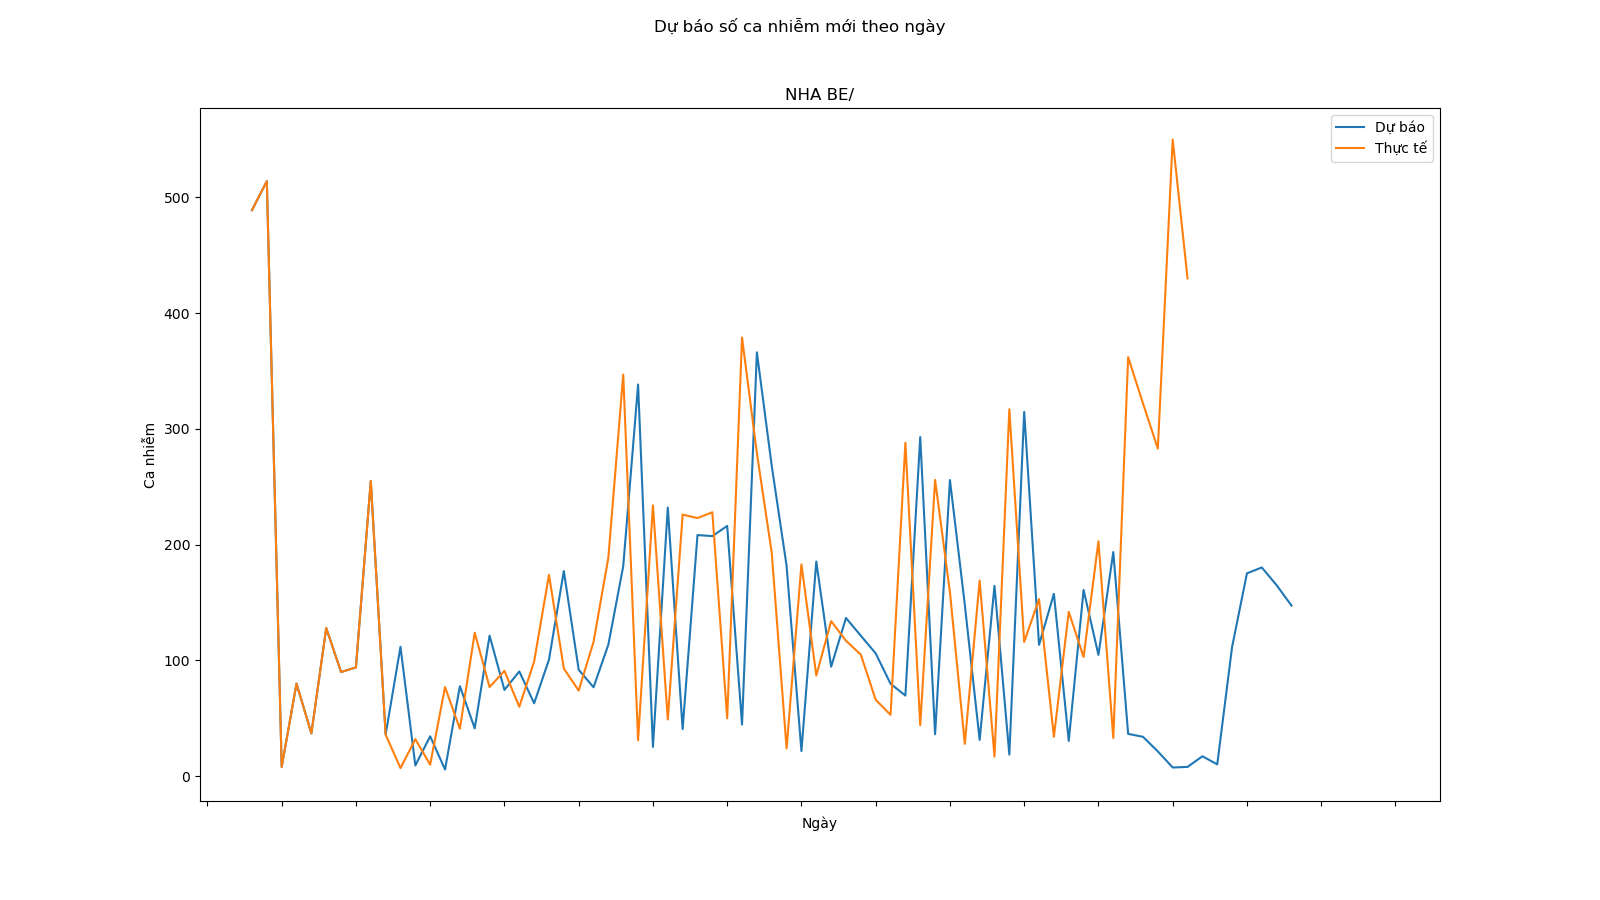 Dự báo số ca nhiễm mới theo ngày
NHA BE/
Dự báo
Thực tế
500
400
300
200
100
0
Ca nhiễm
Ngày